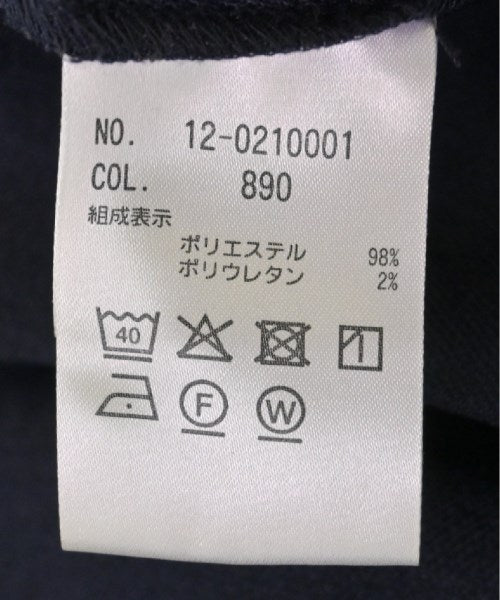 NO. 12-0210001
COL. 890
組成表示
ポリエステル 98%
ポリウレタン 2%
40
F W